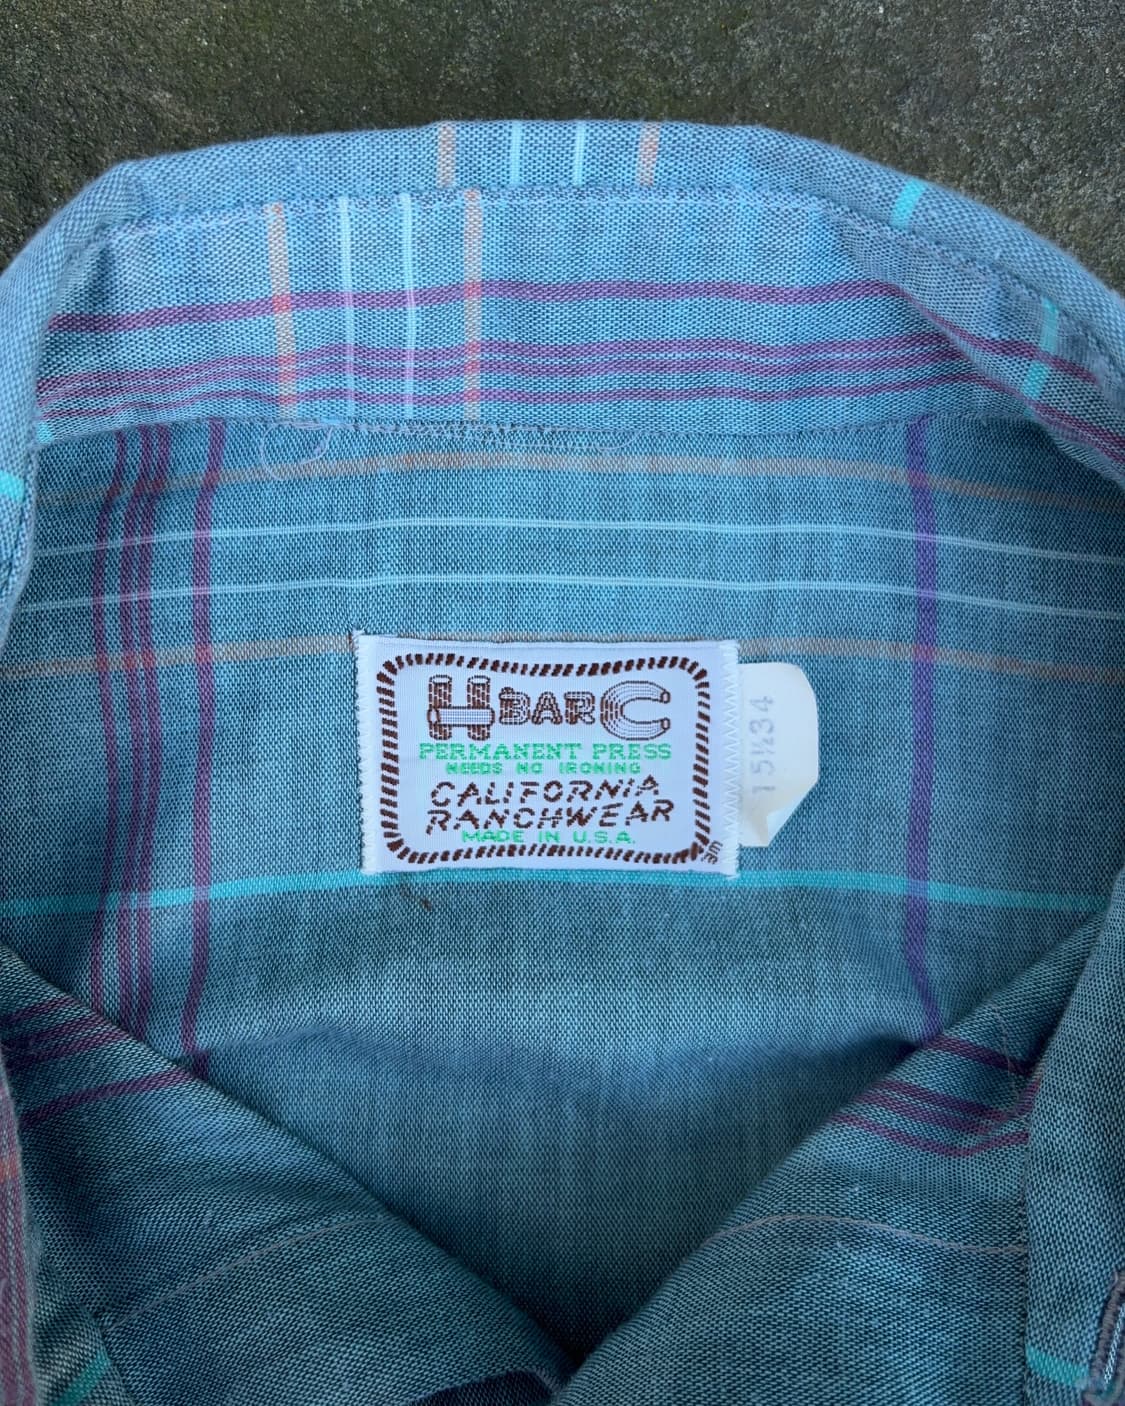 H BAR C
PERMANENT PRESS
NEEDS NO IRONING
CALIFORNIA
RANCHWEAR
MADE IN U.S.A.
15½34